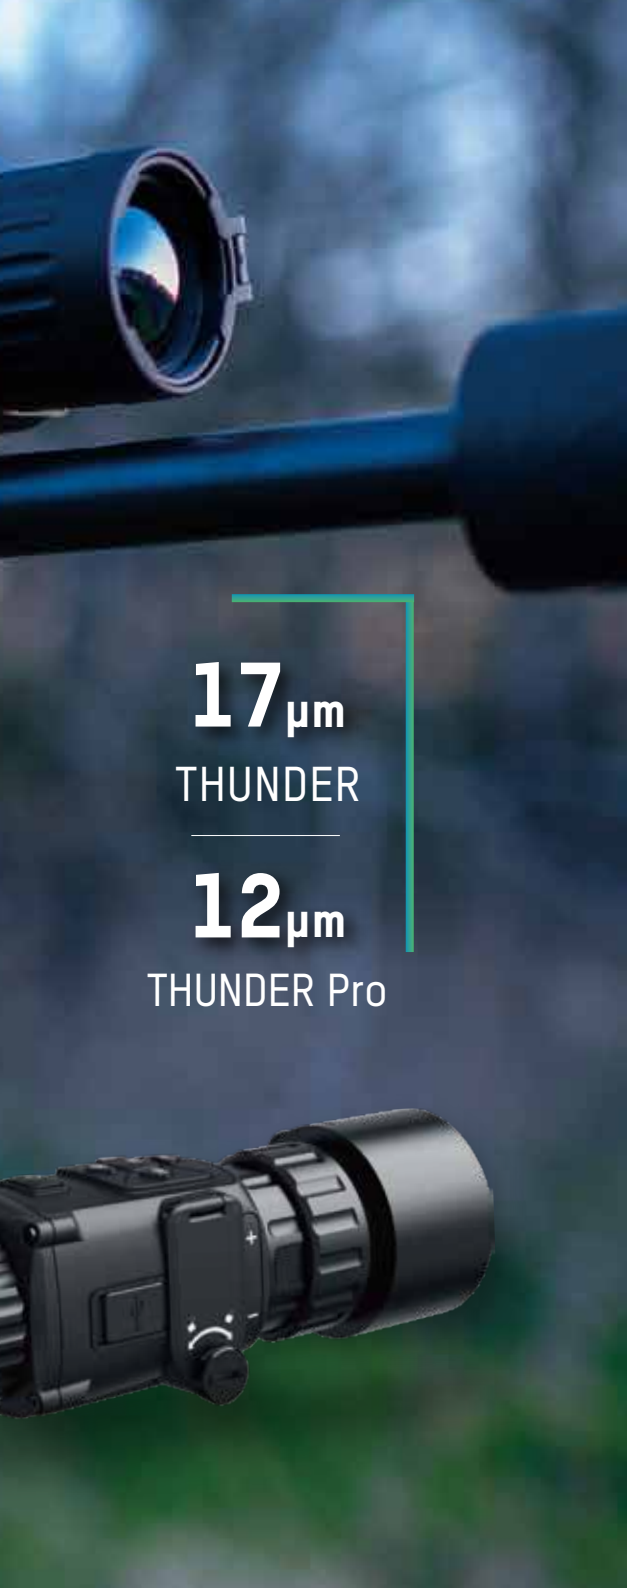 17µm
THUNDER
12µm
THUNDER Pro
+
–